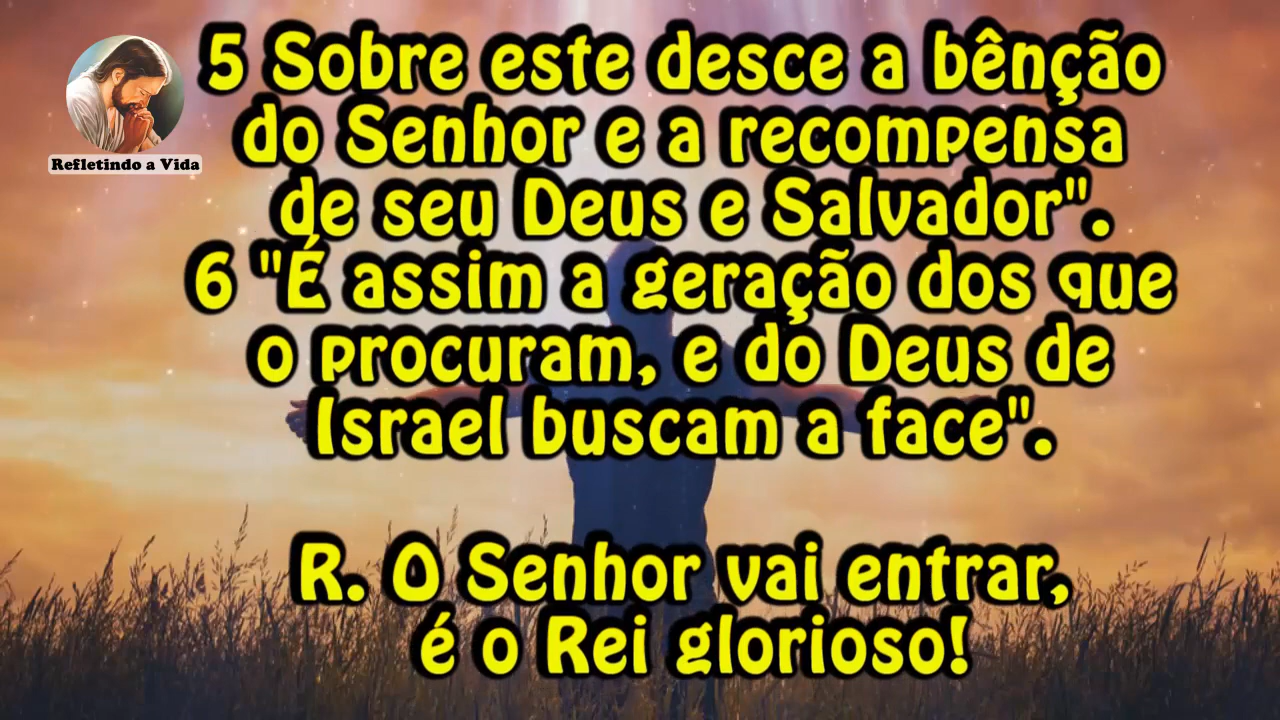 Refletindo a Vida
5 Sobre este desce a bênção
do Senhor e a recompensa
de seu Deus e Salvador".
6 "É assim a geração dos que
o procuram, e do Deus de
Israel buscam a face".
R. O Senhor vai entrar,
é o Rei glorioso!